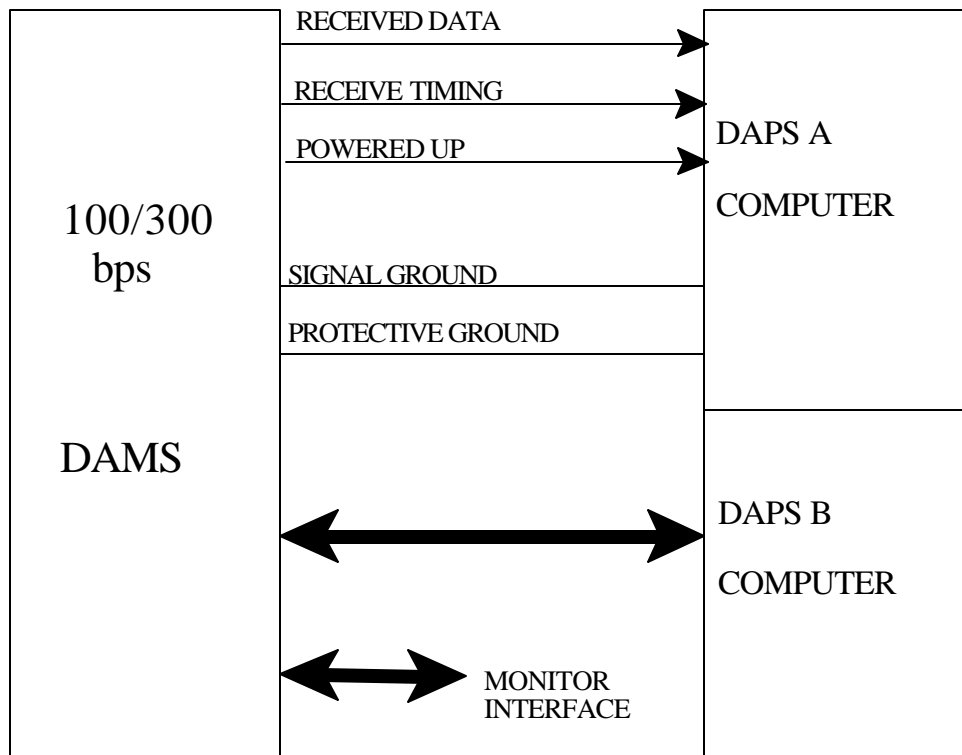 RECEIVED DATA
RECEIVE TIMING
POWERED UP
DAPS A
COMPUTER
100/300
bps
SIGNAL GROUND
PROTECTIVE GROUND
DAMS
DAPS B
COMPUTER
MONITOR
INTERFACE